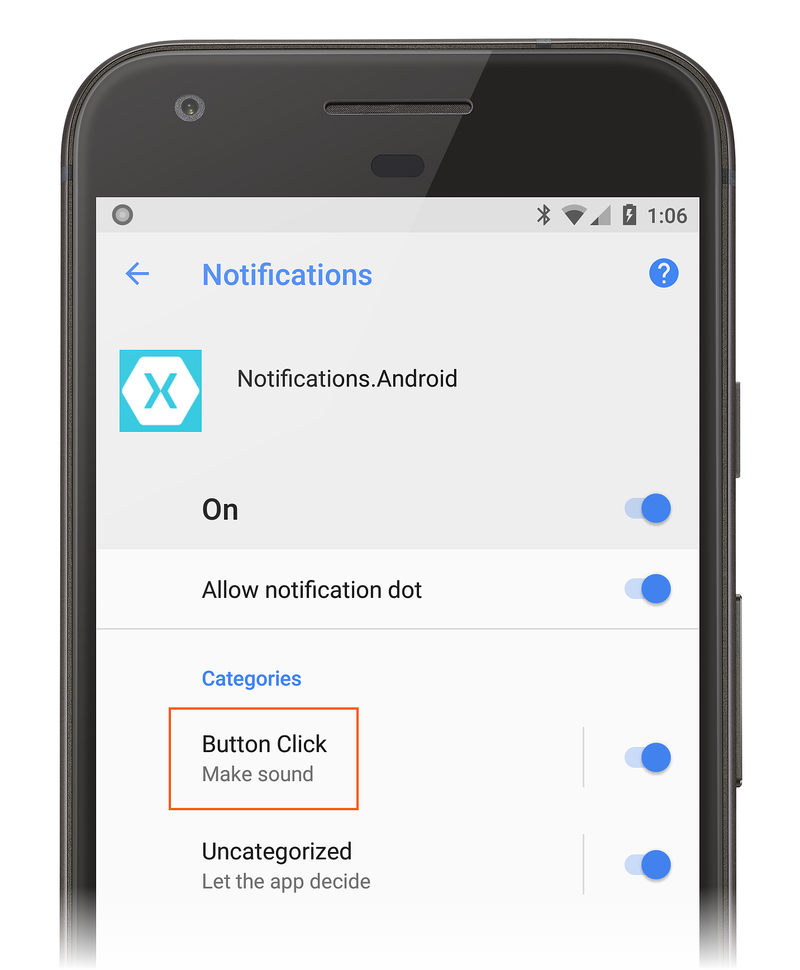 1:06
Notifications
Notifications.Android
On
Allow notification dot
Categories
Button Click
Make sound
Uncategorized
Let the app decide